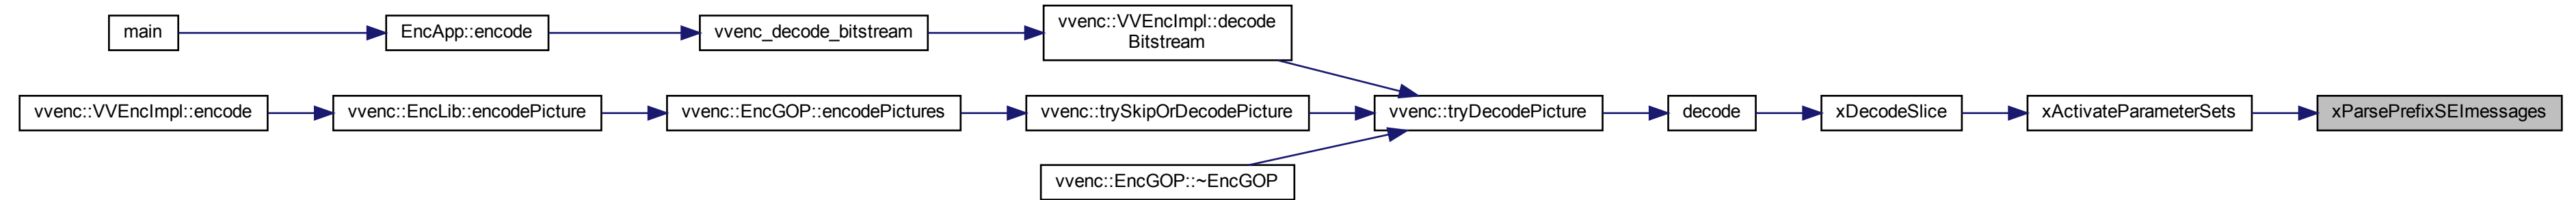 main
EncApp::encode
vvenc_decode_bitstream
vvenc::VVEncImpl::decode
Bitstream
vvenc::VVEncImpl::encode
vvenc::EncLib::encodePicture
vvenc::EncGOP::encodePictures
vvenc::trySkipOrDecodePicture
vvenc::tryDecodePicture
decode
xDecodeSlice
xActivateParameterSets
xParsePrefixSEImessages
vvenc::EncGOP::~EncGOP